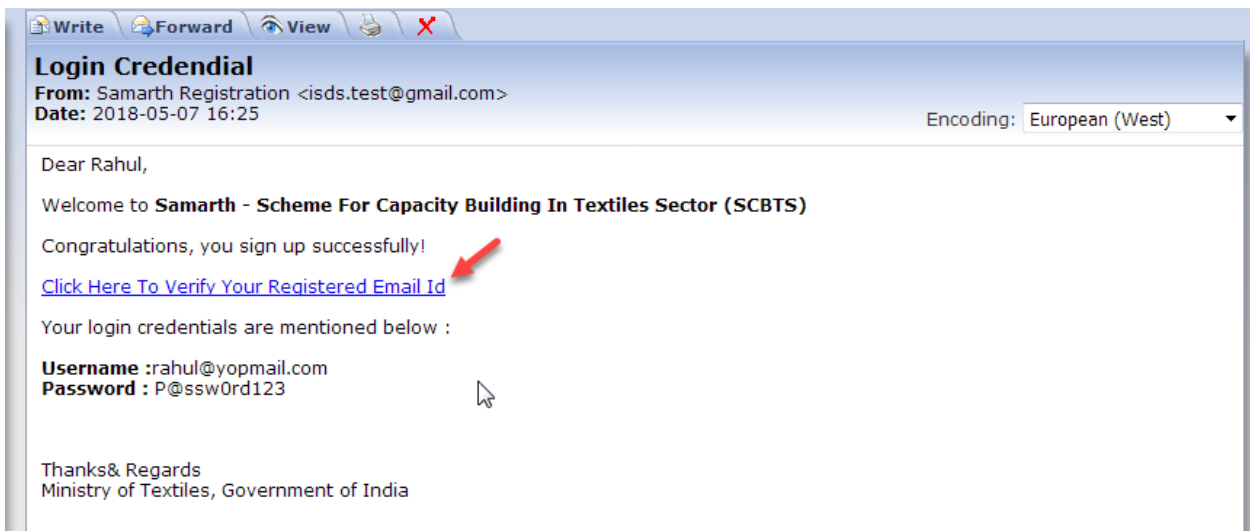 Write Forward View
Login Credendial
From: Samarth Registration <isds.test@gmail.com>
Date: 2018-05-07 16:25
Encoding: European (West)
Dear Rahul,
Welcome to Samarth - Scheme For Capacity Building In Textiles Sector (SCBTS)
Congratulations, you sign up successfully!
Click Here To Verify Your Registered Email Id
Your login credentials are mentioned below :
Username :rahul@yopmail.com
Password : P@ssw0rd123
Thanks& Regards
Ministry of Textiles, Government of India